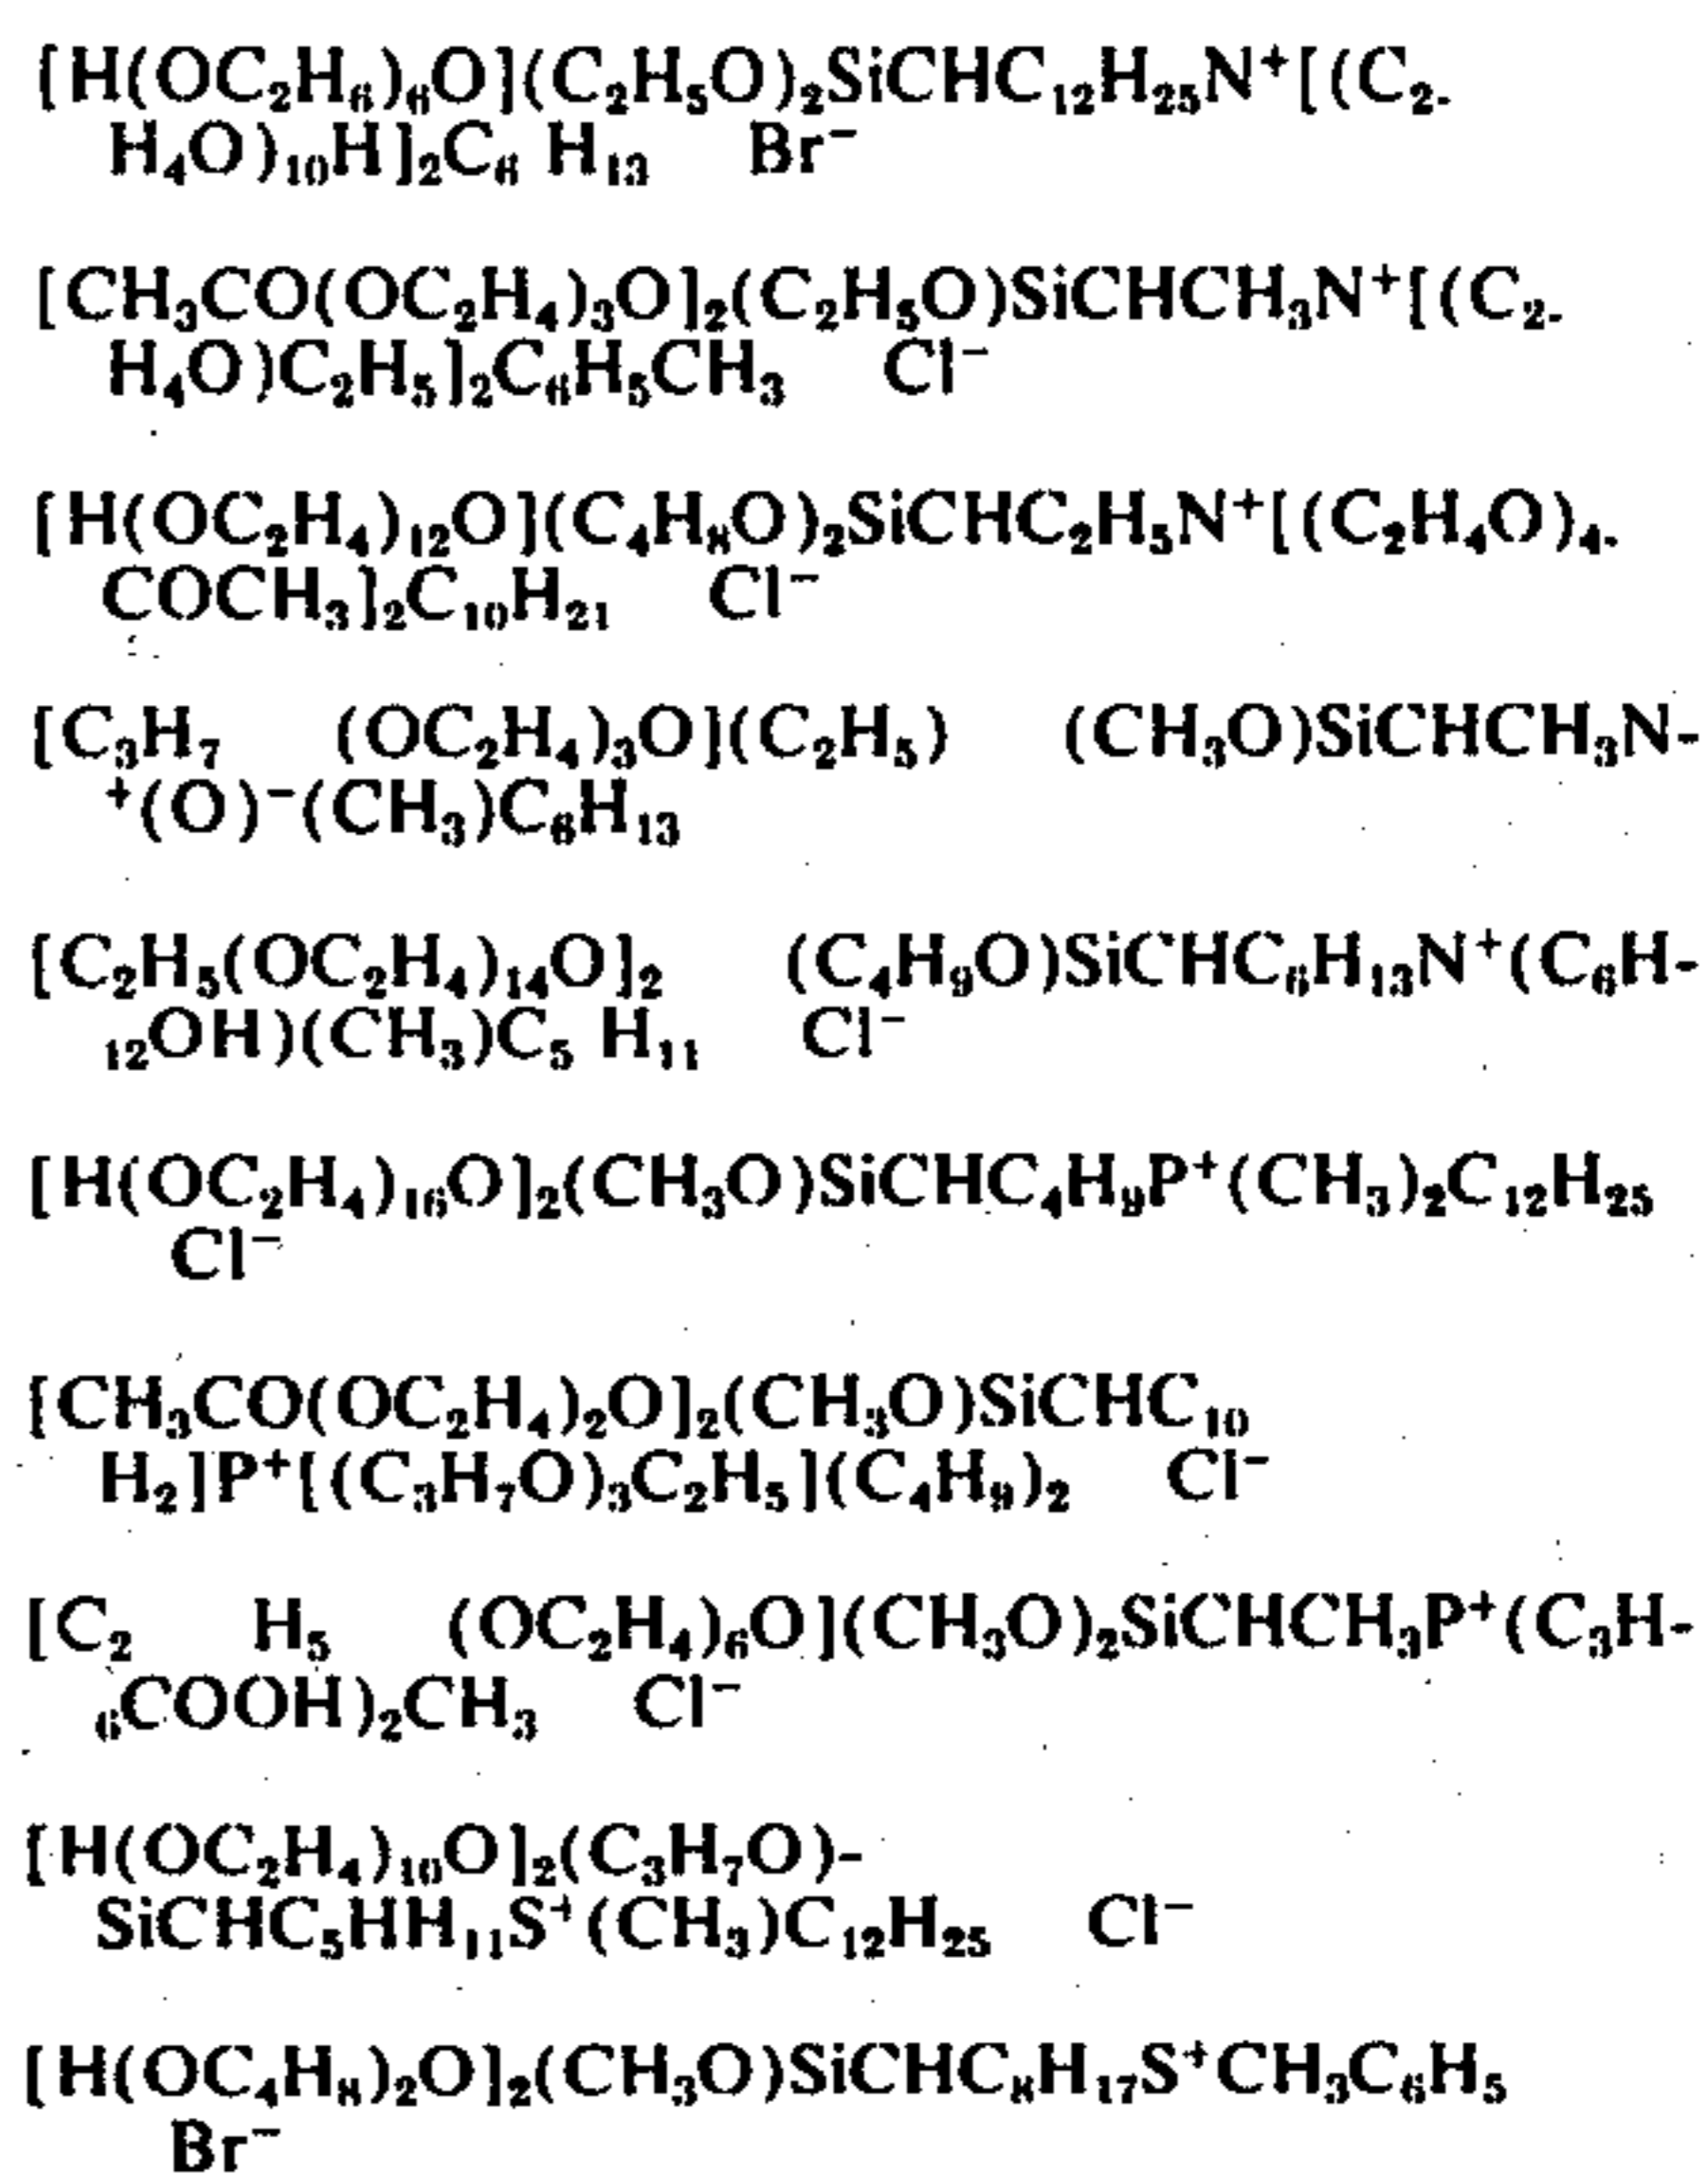 [H(OC₂H₆)₆O](C₂H₅O)₂SiCHC₁₂H₂₅N⁺[(C₂-
H₄O)₁₀H]₂C₆ H₁₃ Br⁻
[CH₃CO(OC₂H₄)₃O]₂(C₂H₅O)SiCHCH₃N⁺[(C₂-
H₄O)C₂H₅]₂C₆H₅CH₃ Cl⁻
[H(OC₂H₄)₁₂O](C₄H₈O)₂SiCHC₂H₅N⁺[(C₂H₄O)₄-
COCH₃]₂C₁₀H₂₁ Cl⁻
[C₃H₇ (OC₂H₄)₃O](C₂H₅) (CH₃O)SiCHCH₃N-
⁺(O)⁻(CH₃)C₆H₁₃
[C₂H₅(OC₂H₄)₁₄O]₂ (C₄H₉O)SiCHC₆H₁₃N⁺(C₆H-
₁₂OH)(CH₃)C₅ H₁₁ Cl⁻
[H(OC₂H₄)₁₆O]₂(CH₃O)SiCHC₄H₉P⁺(CH₃)₂C₁₂H₂₅
Cl⁻
[CH₃CO(OC₂H₄)₂O]₂(CH₃O)SiCHC₁₀
H₂]P⁺[(C₃H₇O)₃C₂H₅](C₄H₉)₂ Cl⁻
[C₂ H₅ (OC₂H₄)₆O](CH₃O)₂SiCHCH₃P⁺(C₃H-
₆COOH)₂CH₃ Cl⁻
[H(OC₂H₄)₁₀O]₂(C₃H₇O)-
SiCHC₅HH₁₁S⁺(CH₃)C₁₂H₂₅ Cl⁻
[H(OC₄H₈)₂O]₂(CH₃O)SiCHC₈H₁₇S⁺CH₃C₆H₅
Br⁻